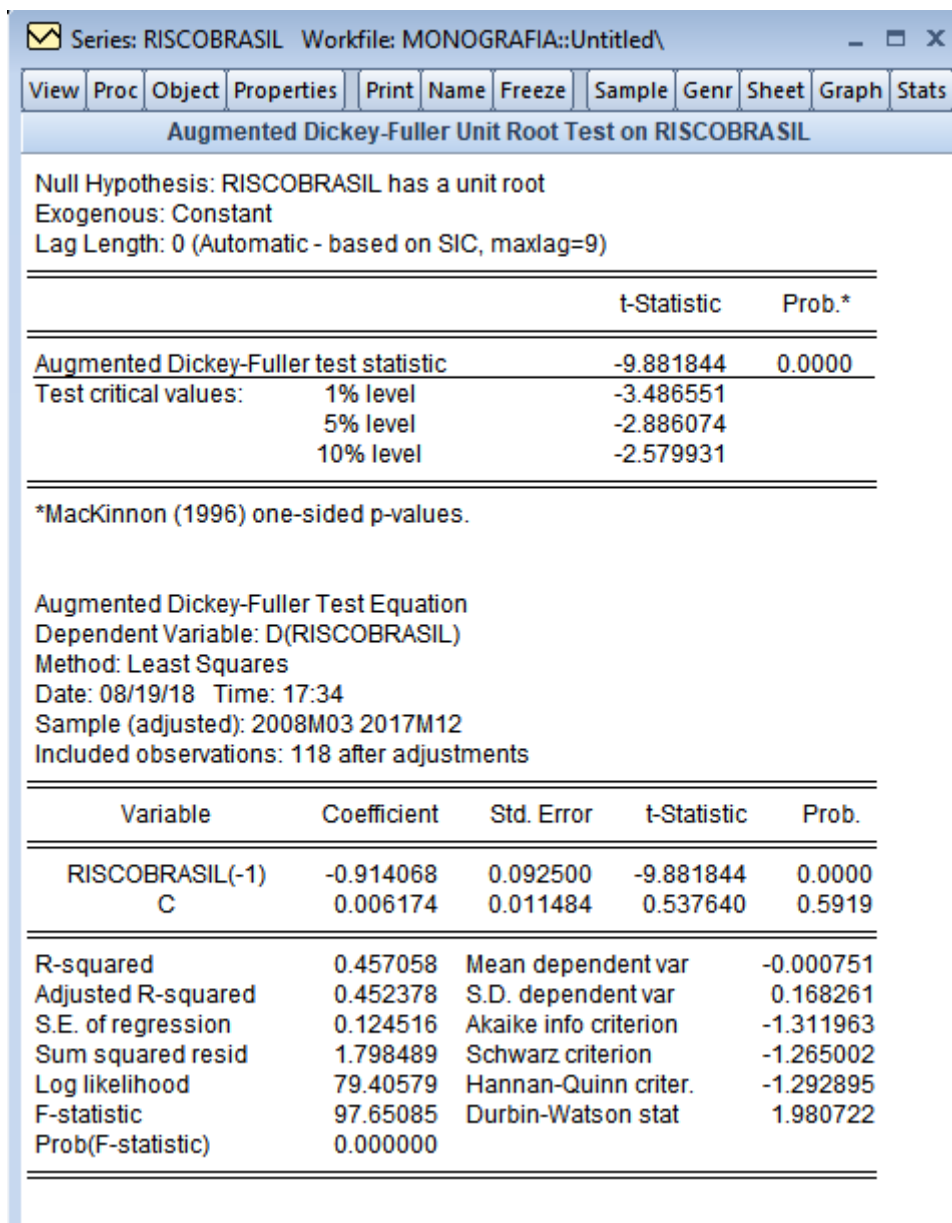 Series: RISCOBRASIL Workfile: MONOGRAFIA::Untitled\
View Proc Object Properties Print Name Freeze Sample Genr Sheet Graph Stats
Augmented Dickey-Fuller Unit Root Test on RISCOBRASIL
Null Hypothesis: RISCOBRASIL has a unit root
Exogenous: Constant
Lag Length: 0 (Automatic - based on SIC, maxlag=9)
t-Statistic Prob.*
Augmented Dickey-Fuller test statistic -9.881844 0.0000
Test critical values: 1% level -3.486551
5% level -2.886074
10% level -2.579931
*MacKinnon (1996) one-sided p-values.
Augmented Dickey-Fuller Test Equation
Dependent Variable: D(RISCOBRASIL)
Method: Least Squares
Date: 08/19/18 Time: 17:34
Sample (adjusted): 2008M03 2017M12
Included observations: 118 after adjustments
Variable Coefficient Std. Error t-Statistic Prob.
RISCOBRASIL(-1) -0.914068 0.092500 -9.881844 0.0000
C 0.006174 0.011484 0.537640 0.5919
R-squared 0.457058 Mean dependent var -0.000751
Adjusted R-squared 0.452378 S.D. dependent var 0.168261
S.E. of regression 0.124516 Akaike info criterion -1.311963
Sum squared resid 1.798489 Schwarz criterion -1.265002
Log likelihood 79.40579 Hannan-Quinn criter. -1.292895
F-statistic 97.65085 Durbin-Watson stat 1.980722
Prob(F-statistic) 0.000000